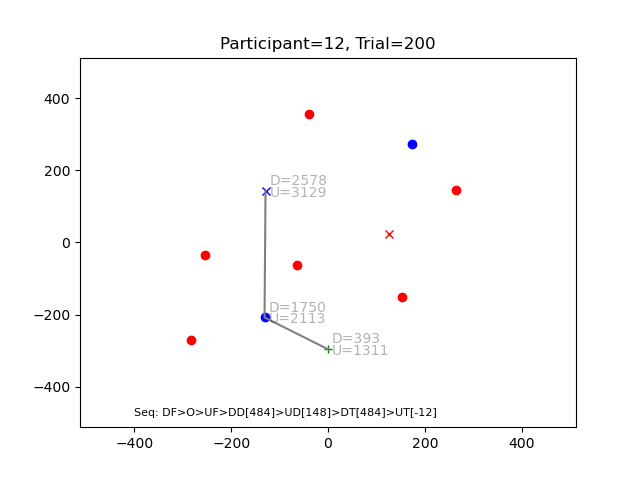 Participant=12, Trial=200
400
200
0
−200
−400
D=2578
U=3129
D=1750
U=2113
D=393
U=1311
Seq: DF>O>UF>DD[484]>UD[148]>DT[484]>UT[-12]
−400 −200 0 200 400